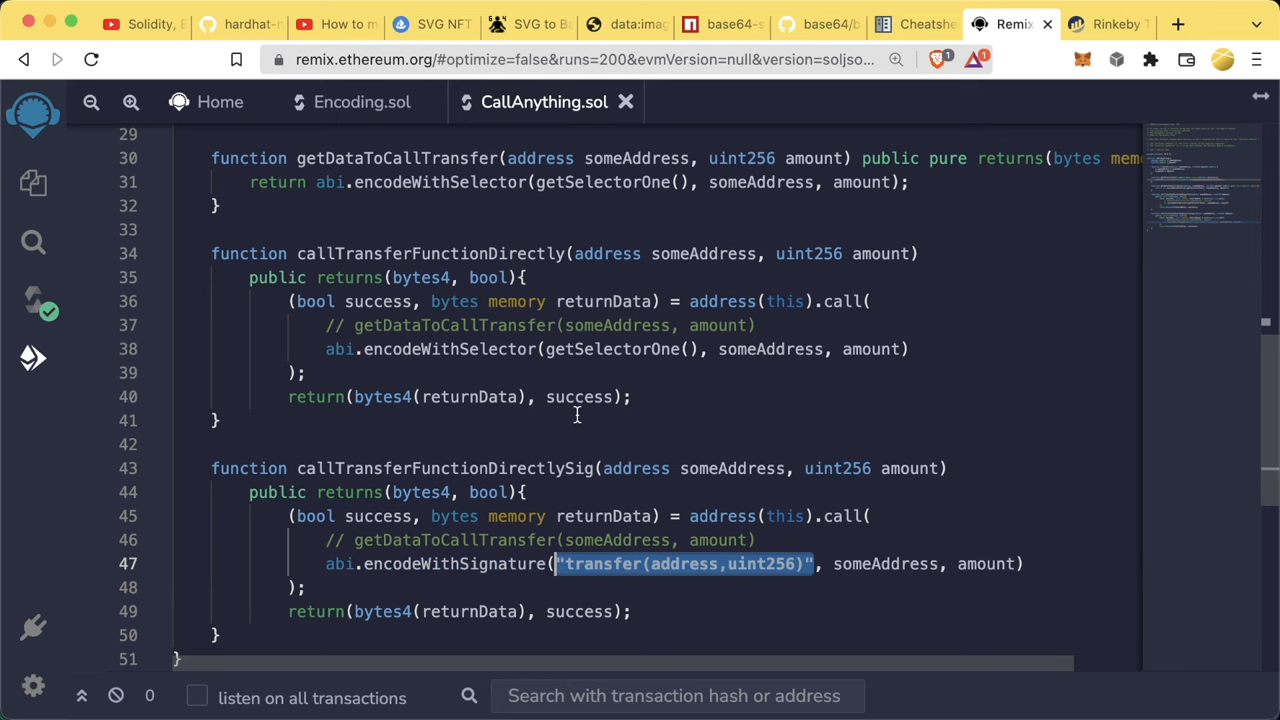 Solidity, E
hardhat-n
How to m
SVG NFT
SVG to Ba
data:imag
base64-s
base64/b
Cheatshe
Remix
Rinkeby T
remix.ethereum.org/#optimize=false&runs=200&evmVersion=null&version=soljso...
1
1
Home
Encoding.sol
CallAnything.sol
29
30 function getDataToCallTransfer(address someAddress, uint256 amount) public pure returns(bytes mem
31 return abi.encodeWithSelector(getSelectorOne(), someAddress, amount);
32 }
33
34 function callTransferFunctionDirectly(address someAddress, uint256 amount)
35 public returns(bytes4, bool){
36 (bool success, bytes memory returnData) = address(this).call(
37 // getDataToCallTransfer(someAddress, amount)
38 abi.encodeWithSelector(getSelectorOne(), someAddress, amount)
39 );
40 return(bytes4(returnData), success);
41 }
42
43 function callTransferFunctionDirectlySig(address someAddress, uint256 amount)
44 public returns(bytes4, bool){
45 (bool success, bytes memory returnData) = address(this).call(
46 // getDataToCallTransfer(someAddress, amount)
47 abi.encodeWithSignature("transfer(address,uint256)", someAddress, amount)
48 );
49 return(bytes4(returnData), success);
50 }
51 }
0
listen on all transactions
Search with transaction hash or address